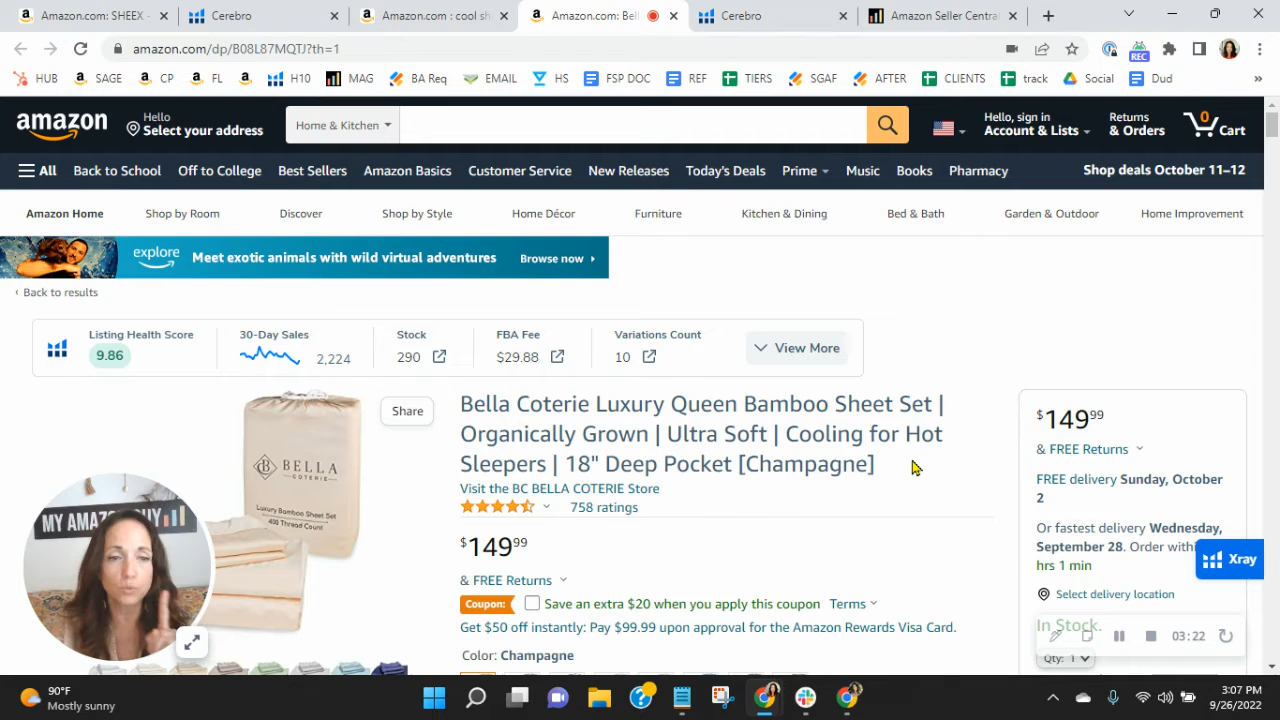 Amazon.com: SHEEX -
Cerebro
Amazon.com : cool sh
Amazon.com: Bel
Cerebro
Amazon Seller Centra
amazon.com/dp/B08L87MQTJ?th=1
REC
HUB
SAGE
CP
FL
H10
MAG
BA Req
EMAIL
HS
FSP DOC
REF
TIERS
SGAF
AFTER
CLIENTS
track
Social
Dud
amazon
Hello
Select your address
Home & Kitchen
Hello, sign in
Account & Lists
Returns
& Orders
0
Cart
All
Back to School
Off to College
Best Sellers
Amazon Basics
Customer Service
New Releases
Today's Deals
Prime
Music
Books
Pharmacy
Shop deals October 11–12
Amazon Home
Shop by Room
Discover
Shop by Style
Home Décor
Furniture
Kitchen & Dining
Bed & Bath
Garden & Outdoor
Home Improvement
explore
Meet exotic animals with wild virtual adventures
Browse now
‹ Back to results
Listing Health Score
9.86
30-Day Sales
2,224
Stock
290
FBA Fee
$29.88
Variations Count
10
View More
Share
BELLA
COTERIE
Luxury Bamboo Sheet Set
400 Thread Count
MY AMAZON GUY
Bella Coterie Luxury Queen Bamboo Sheet Set |
Organically Grown | Ultra Soft | Cooling for Hot
Sleepers | 18" Deep Pocket [Champagne]
Visit the BC BELLA COTERIE Store
758 ratings
$14999
& FREE Returns
Coupon:
Save an extra $20 when you apply this coupon
Terms
Get $50 off instantly: Pay $99.99 upon approval for the Amazon Rewards Visa Card.
Color: Champagne
$14999
& FREE Returns
FREE delivery Sunday, October
2
Or fastest delivery Wednesday,
September 28. Order within
hrs 1 min
Xray
Select delivery location
In Stock.
03:22
Qty: 1
90°F
Mostly sunny
3:07 PM
9/26/2022